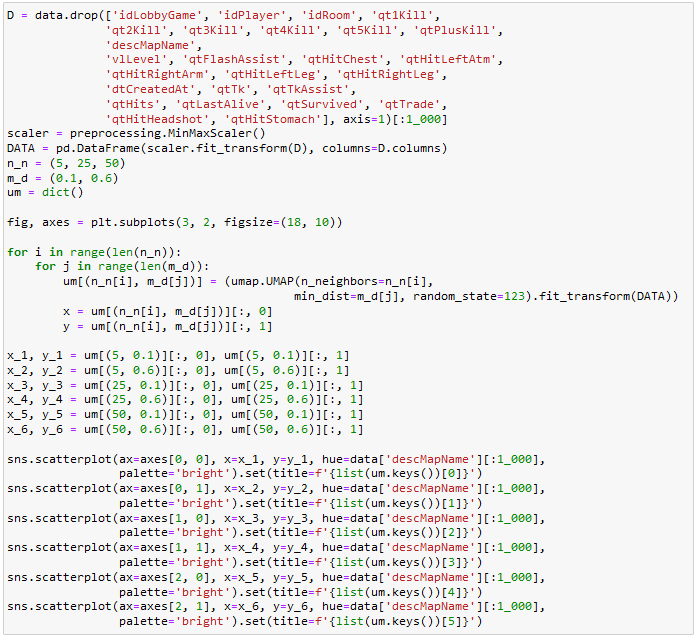 D = data.drop(['idLobbyGame', 'idPlayer', 'idRoom', 'qt1Kill',
'qt2Kill', 'qt3Kill', 'qt4Kill', 'qt5Kill', 'qtPlusKill',
'descMapName',
'vlLevel', 'qtFlashAssist', 'qtHitChest', 'qtHitLeftAtm',
'qtHitRightArm', 'qtHitLeftLeg', 'qtHitRightLeg',
'dtCreatedAt', 'qtTk', 'qtTkAssist',
'qtHits', 'qtLastAlive', 'qtSurvived', 'qtTrade',
'qtHitHeadshot', 'qtHitStomach'], axis=1)[:1_000]
scaler = preprocessing.MinMaxScaler()
DATA = pd.DataFrame(scaler.fit_transform(D), columns=D.columns)
n_n = (5, 25, 50)
m_d = (0.1, 0.6)
um = dict()
fig, axes = plt.subplots(3, 2, figsize=(18, 10))
for i in range(len(n_n)):
for j in range(len(m_d)):
um[(n_n[i], m_d[j])] = (umap.UMAP(n_neighbors=n_n[i],
min_dist=m_d[j], random_state=123).fit_transform(DATA))
x = um[(n_n[i], m_d[j])][:, 0]
y = um[(n_n[i], m_d[j])][:, 1]
x_1, y_1 = um[(5, 0.1)][:, 0], um[(5, 0.1)][:, 1]
x_2, y_2 = um[(5, 0.6)][:, 0], um[(5, 0.6)][:, 1]
x_3, y_3 = um[(25, 0.1)][:, 0], um[(25, 0.1)][:, 1]
x_4, y_4 = um[(25, 0.6)][:, 0], um[(25, 0.6)][:, 1]
x_5, y_5 = um[(50, 0.1)][:, 0], um[(50, 0.1)][:, 1]
x_6, y_6 = um[(50, 0.6)][:, 0], um[(50, 0.6)][:, 1]
sns.scatterplot(ax=axes[0, 0], x=x_1, y=y_1, hue=data['descMapName'][:1_000],
palette='bright').set(title=f'{list(um.keys())[0]}')
sns.scatterplot(ax=axes[0, 1], x=x_2, y=y_2, hue=data['descMapName'][:1_000],
palette='bright').set(title=f'{list(um.keys())[1]}')
sns.scatterplot(ax=axes[1, 0], x=x_3, y=y_3, hue=data['descMapName'][:1_000],
palette='bright').set(title=f'{list(um.keys())[2]}')
sns.scatterplot(ax=axes[1, 1], x=x_4, y=y_4, hue=data['descMapName'][:1_000],
palette='bright').set(title=f'{list(um.keys())[3]}')
sns.scatterplot(ax=axes[2, 0], x=x_5, y=y_5, hue=data['descMapName'][:1_000],
palette='bright').set(title=f'{list(um.keys())[4]}')
sns.scatterplot(ax=axes[2, 1], x=x_6, y=y_6, hue=data['descMapName'][:1_000],
palette='bright').set(title=f'{list(um.keys())[5]}')